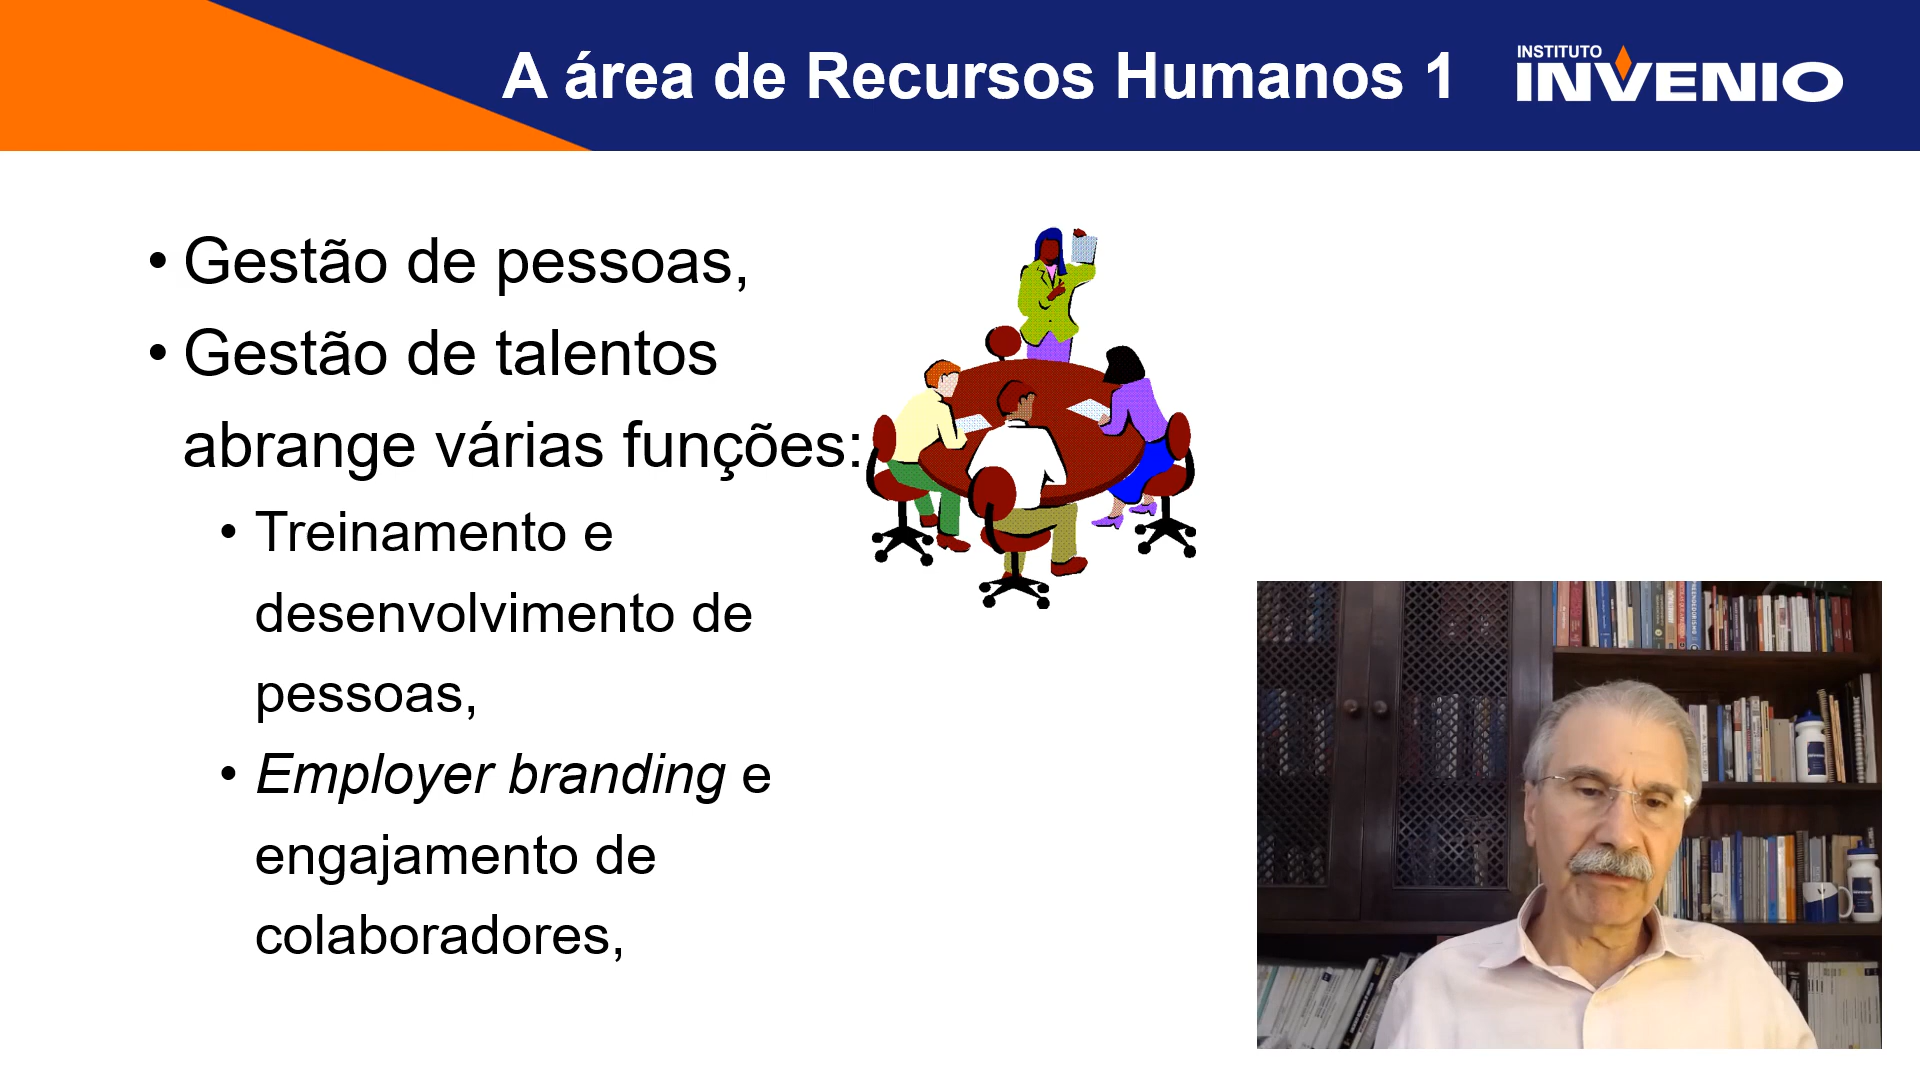 A área de Recursos Humanos 1
INSTITUTO
INVENIO
• Gestão de pessoas,
• Gestão de talentos
abrange várias funções:
• Treinamento e
desenvolvimento de
pessoas,
• Employer branding e
engajamento de
colaboradores,